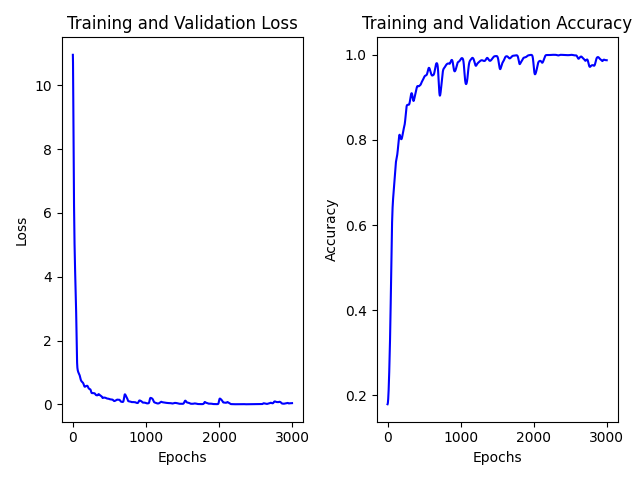 Training and Validation Loss
10
8
6
4
2
0
Loss
0 1000 2000 3000
Epochs
Training and Validation Accuracy
1.0
0.8
0.6
0.4
0.2
Accuracy
0 1000 2000 3000
Epochs